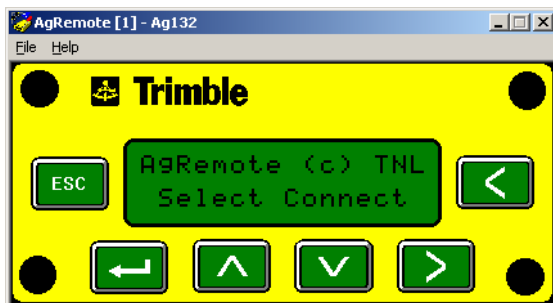 AgRemote [1] - Ag132
File Help
Trimble
ESC
AgRemote (c) TNL
Select Connect